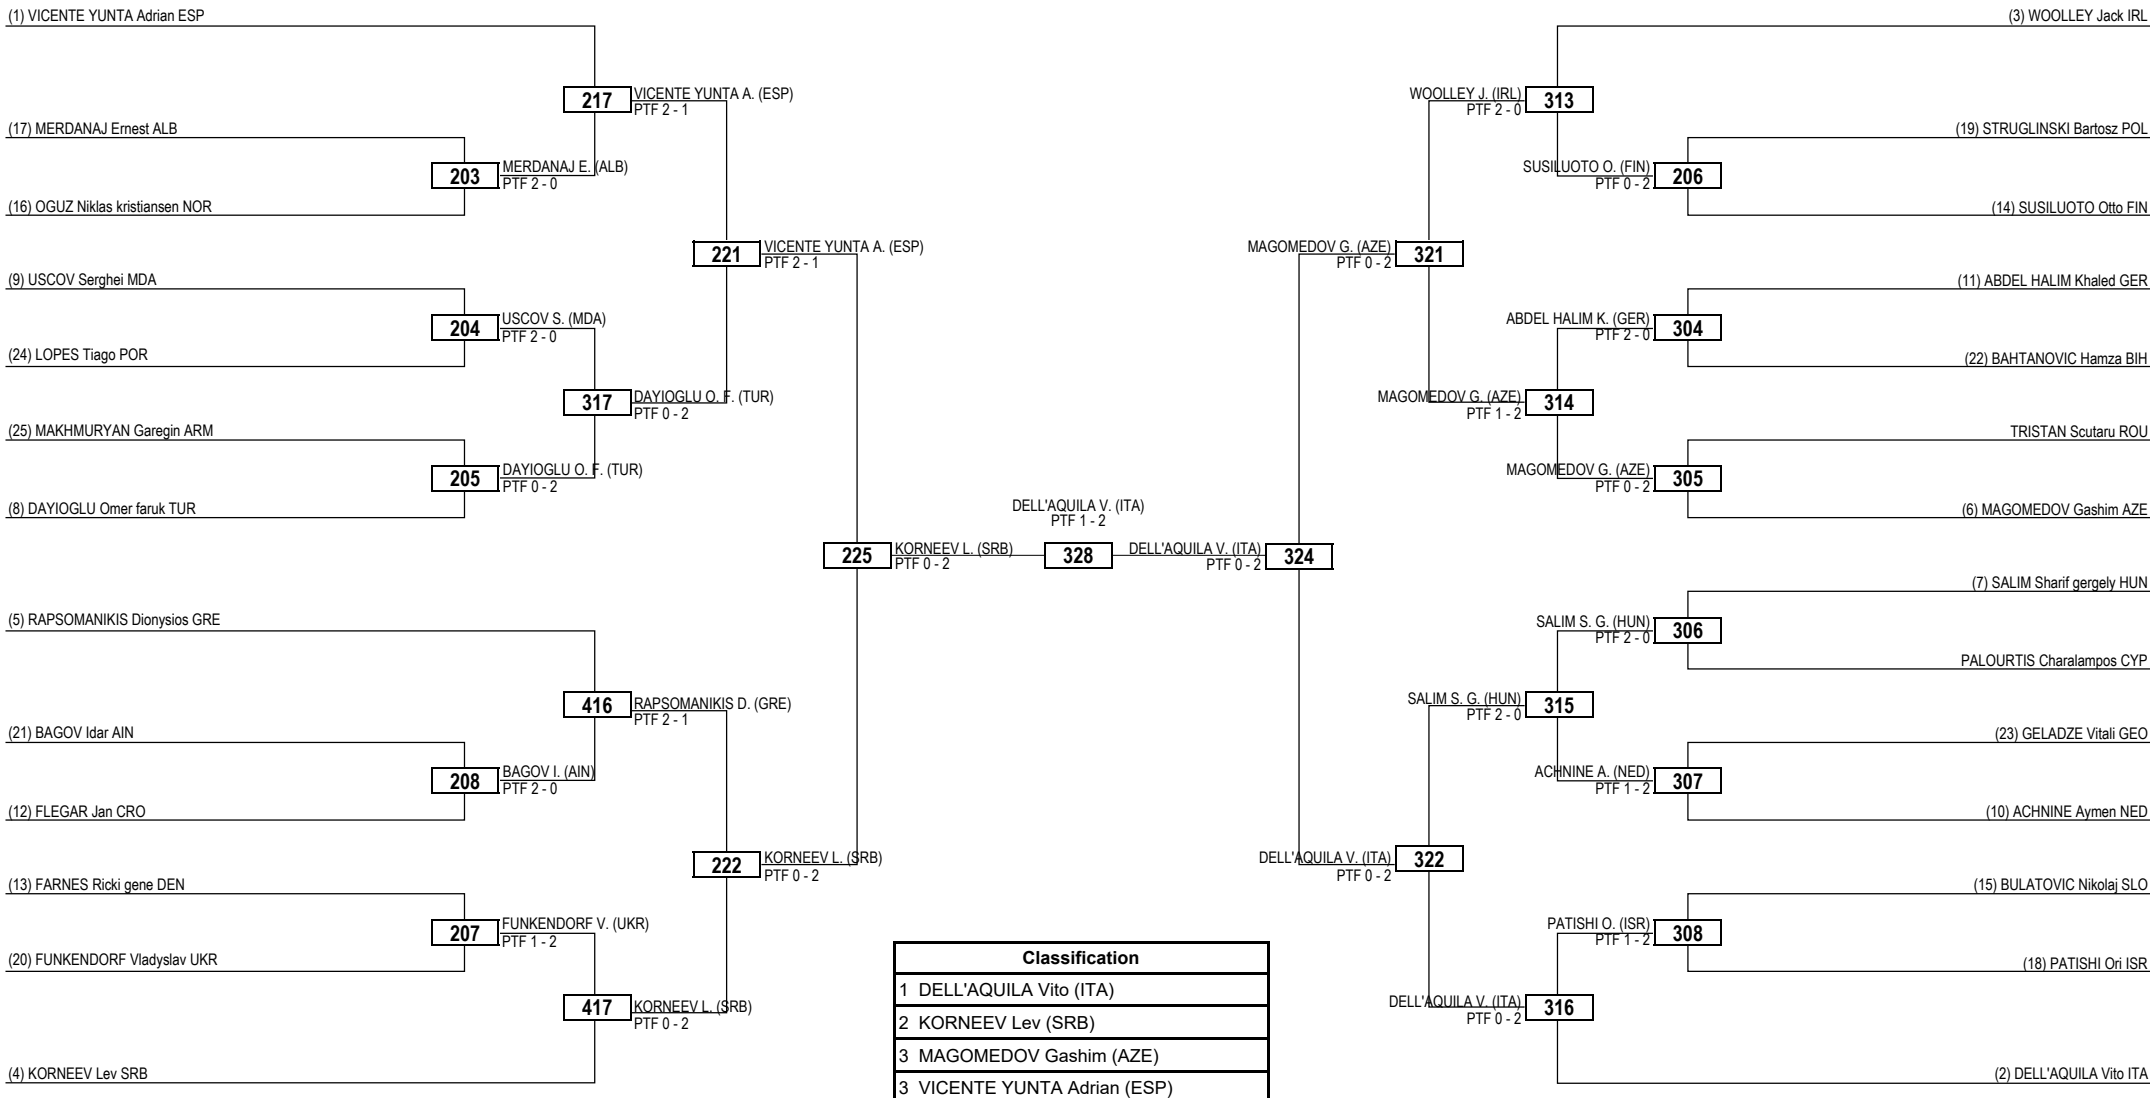 (1) VICENTE YUNTA Adrian ESP
217
VICENTE YUNTA A. (ESP)
PTF 2 - 1
(17) MERDANAJ Ernest ALB
203
MERDANAJ E. (ALB)
PTF 2 - 0
(16) OGUZ Niklas kristiansen NOR
221
VICENTE YUNTA A. (ESP)
PTF 2 - 1
(9) USCOV Serghei MDA
204
USCOV S. (MDA)
PTF 2 - 0
(24) LOPES Tiago POR
317
DAYIOGLU O. F. (TUR)
PTF 0 - 2
(25) MAKHMURYAN Garegin ARM
205
DAYIOGLU O. F. (TUR)
PTF 0 - 2
(8) DAYIOGLU Omer faruk TUR
225
KORNEEV L. (SRB)
PTF 0 - 2
(5) RAPSOMANIKIS Dionysios GRE
416
RAPSOMANIKIS D. (GRE)
PTF 2 - 1
(21) BAGOV Idar AIN
208
BAGOV I. (AIN)
PTF 2 - 0
(12) FLEGAR Jan CRO
222
KORNEEV L. (SRB)
PTF 0 - 2
(13) FARNES Ricki gene DEN
207
FUNKENDORF V. (UKR)
PTF 1 - 2
(20) FUNKENDORF Vladyslav UKR
417
KORNEEV L. (SRB)
PTF 0 - 2
(4) KORNEEV Lev SRB
DELL'AQUILA V. (ITA)
PTF 1 - 2
328
(3) WOOLLEY Jack IRL
WOOLLEY J. (IRL)
PTF 2 - 0
313
(19) STRUGLINSKI Bartosz POL
SUSILUOTO O. (FIN)
PTF 0 - 2
206
(14) SUSILUOTO Otto FIN
MAGOMEDOV G. (AZE)
PTF 0 - 2
321
(11) ABDEL HALIM Khaled GER
ABDEL HALIM K. (GER)
PTF 2 - 0
304
(22) BAHTANOVIC Hamza BIH
MAGOMEDOV G. (AZE)
PTF 1 - 2
314
TRISTAN Scutaru ROU
MAGOMEDOV G. (AZE)
PTF 0 - 2
305
(6) MAGOMEDOV Gashim AZE
DELL'AQUILA V. (ITA)
PTF 0 - 2
324
(7) SALIM Sharif gergely HUN
SALIM S. G. (HUN)
PTF 2 - 0
306
PALOURTIS Charalampos CYP
SALIM S. G. (HUN)
PTF 2 - 0
315
(23) GELADZE Vitali GEO
ACHNINE A. (NED)
PTF 1 - 2
307
(10) ACHNINE Aymen NED
DELL'AQUILA V. (ITA)
PTF 0 - 2
322
(15) BULATOVIC Nikolaj SLO
PATISHI O. (ISR)
PTF 1 - 2
308
(18) PATISHI Ori ISR
DELL'AQUILA V. (ITA)
PTF 0 - 2
316
(2) DELL'AQUILA Vito ITA
Classification
1 DELL'AQUILA Vito (ITA)
2 KORNEEV Lev (SRB)
3 MAGOMEDOV Gashim (AZE)
3 VICENTE YUNTA Adrian (ESP)